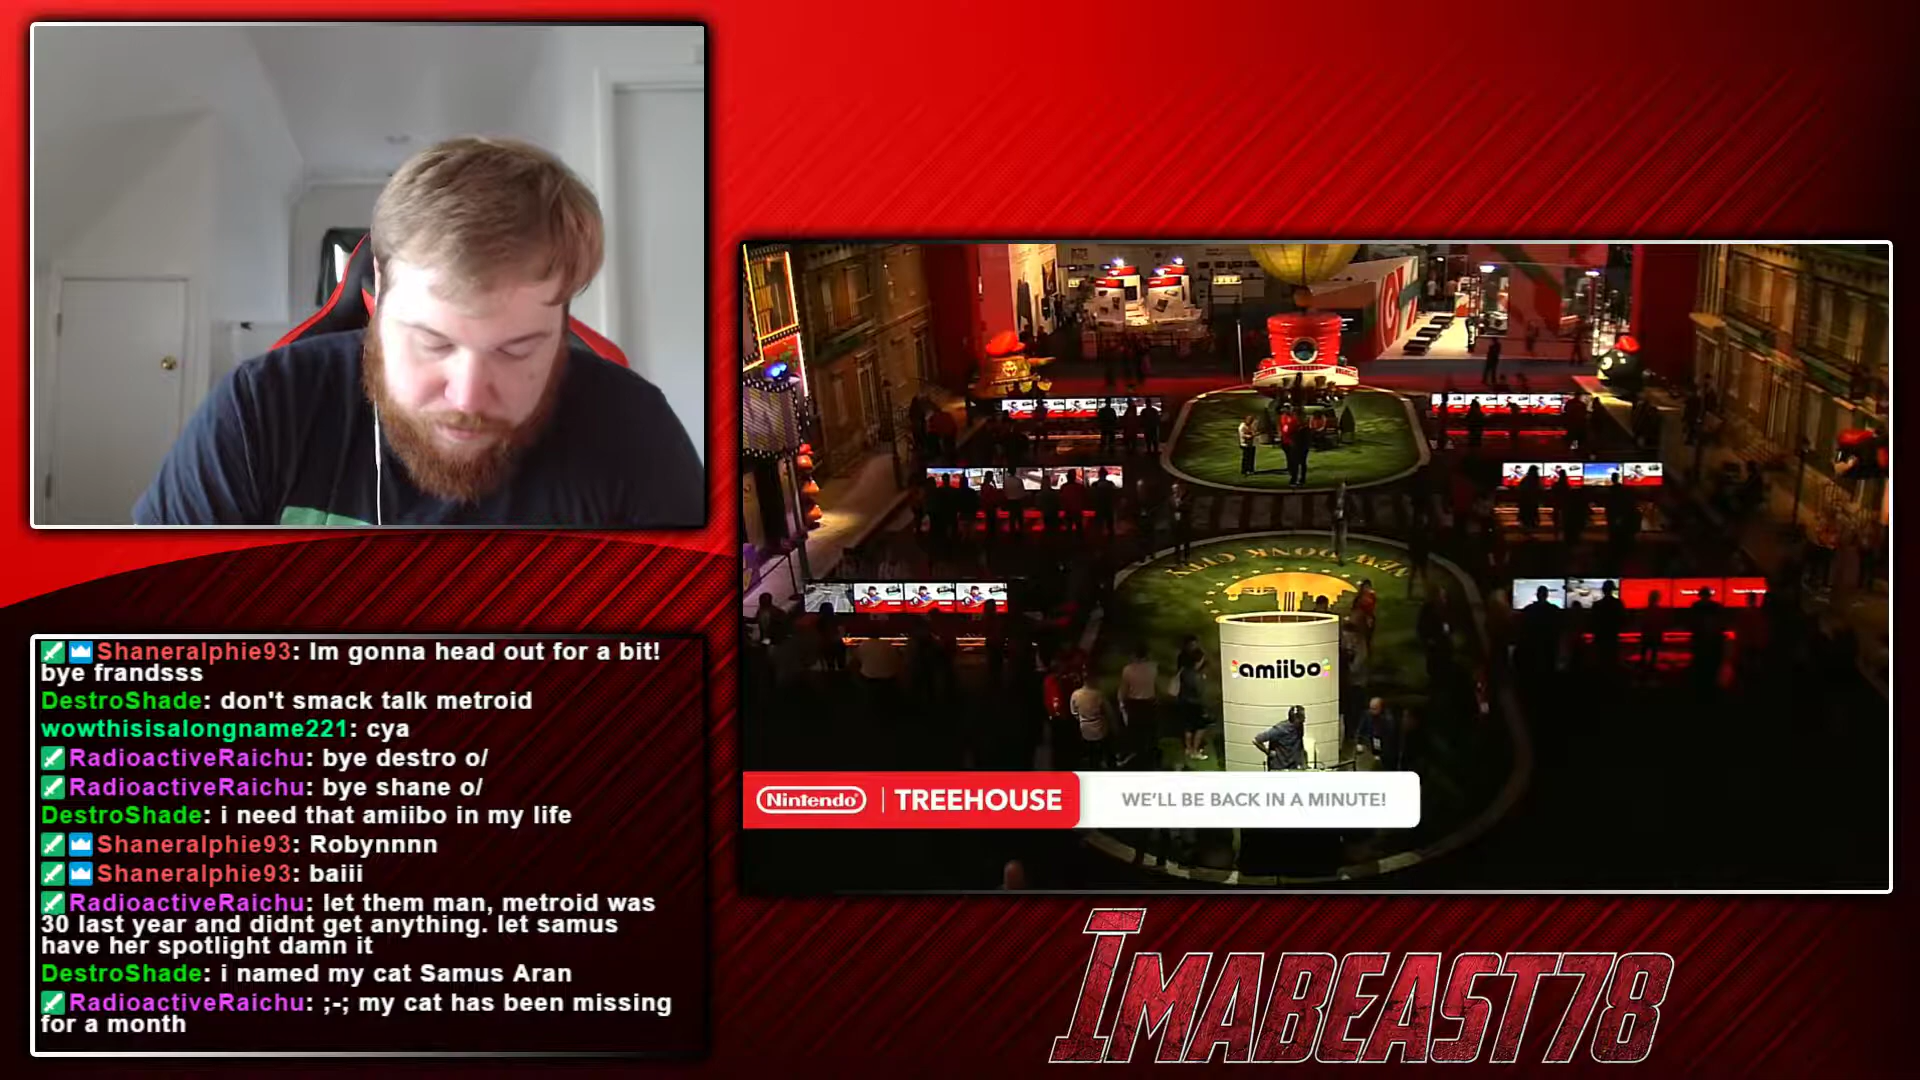 Shaneralphie93: Im gonna head out for a bit!
bye frandsss
DestroShade: don't smack talk metroid
wowthisisalongname221: cya
RadioactiveRaichu: bye destro o/
RadioactiveRaichu: bye shane o/
DestroShade: i need that amiibo in my life
Shaneralphie93: Robynnnn
Shaneralphie93: baiii
RadioactiveRaichu: let them man, metroid was
30 last year and didnt get anything. let samus
have her spotlight damn it
DestroShade: i named my cat Samus Aran
RadioactiveRaichu: ;-; my cat has been missing
for a month
NEW DONK CITY
amiibo
Nintendo | TREEHOUSE WE'LL BE BACK IN A MINUTE!
IMABEAST78